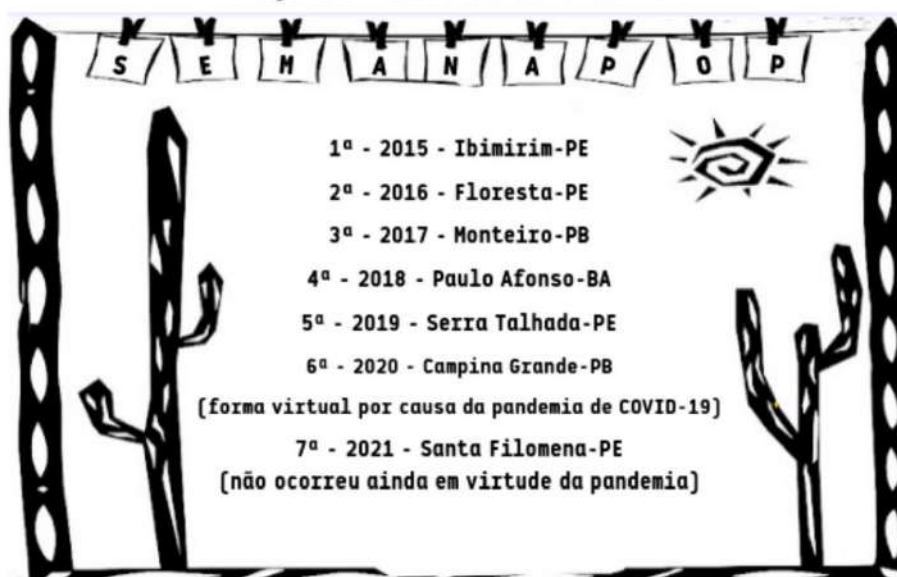 SEMANAPOP
1ª - 2015 - Ibimirim-PE
2ª - 2016 - Floresta-PE
3ª - 2017 - Monteiro-PB
4ª - 2018 - Paulo Afonso-BA
5ª - 2019 - Serra Talhada-PE
6ª - 2020 - Campina Grande-PB
(forma virtual por causa da pandemia de COVID-19)
7ª - 2021 - Santa Filomena-PE
(não ocorreu ainda em virtude da pandemia)